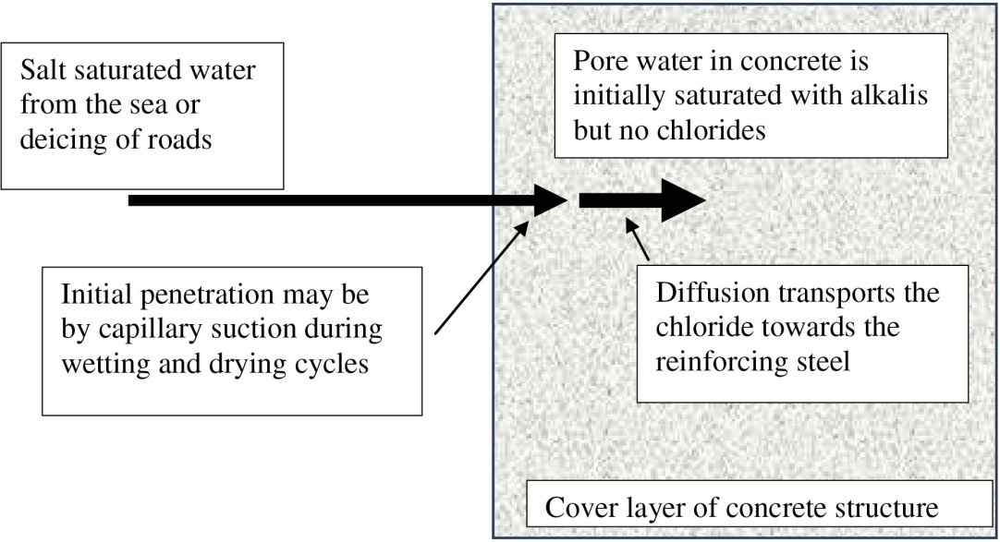 Salt saturated water
from the sea or
deicing of roads
Pore water in concrete is
initially saturated with alkalis
but no chlorides
Initial penetration may be
by capillary suction during
wetting and drying cycles
Diffusion transports the
chloride towards the
reinforcing steel
Cover layer of concrete structure